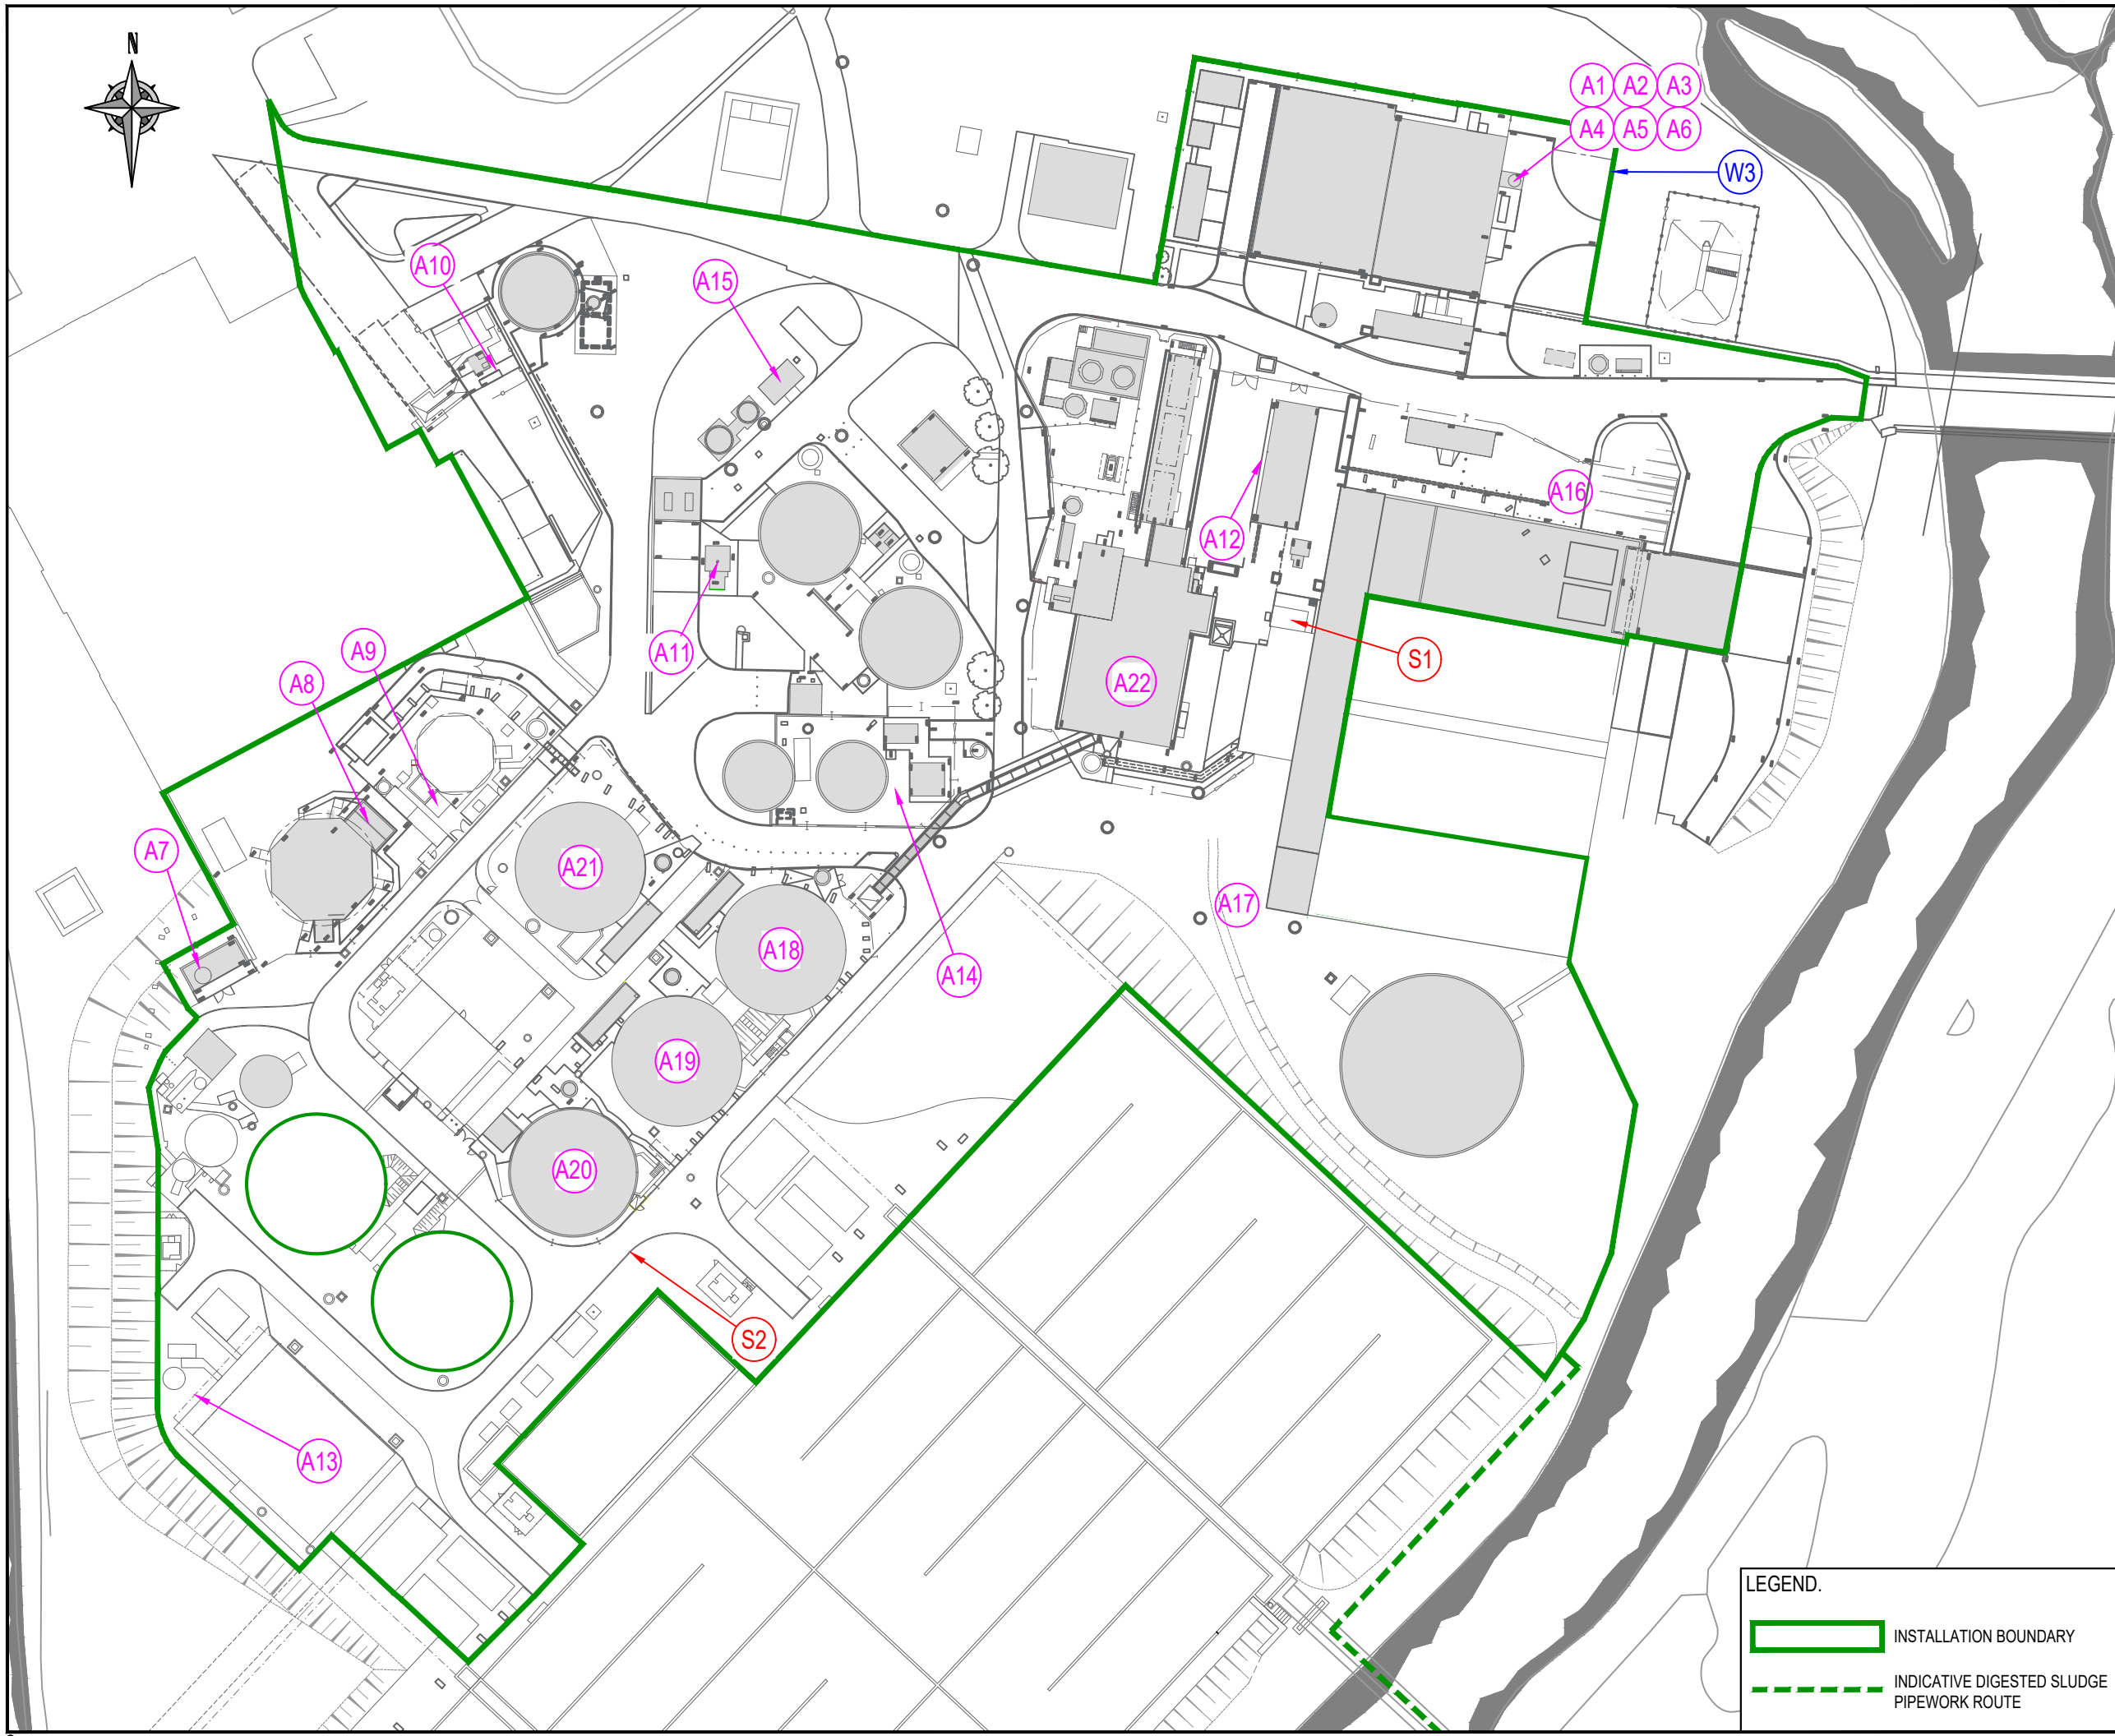 N
A1 A2 A3
A4 A5 A6
W3
A10
A15
A16
A12
A11
A9
A8
S1
A22
A7
A21
A17
A18
A14
A19
A20
S2
A13
LEGEND.
INSTALLATION BOUNDARY
INDICATIVE DIGESTED SLUDGE
PIPEWORK ROUTE